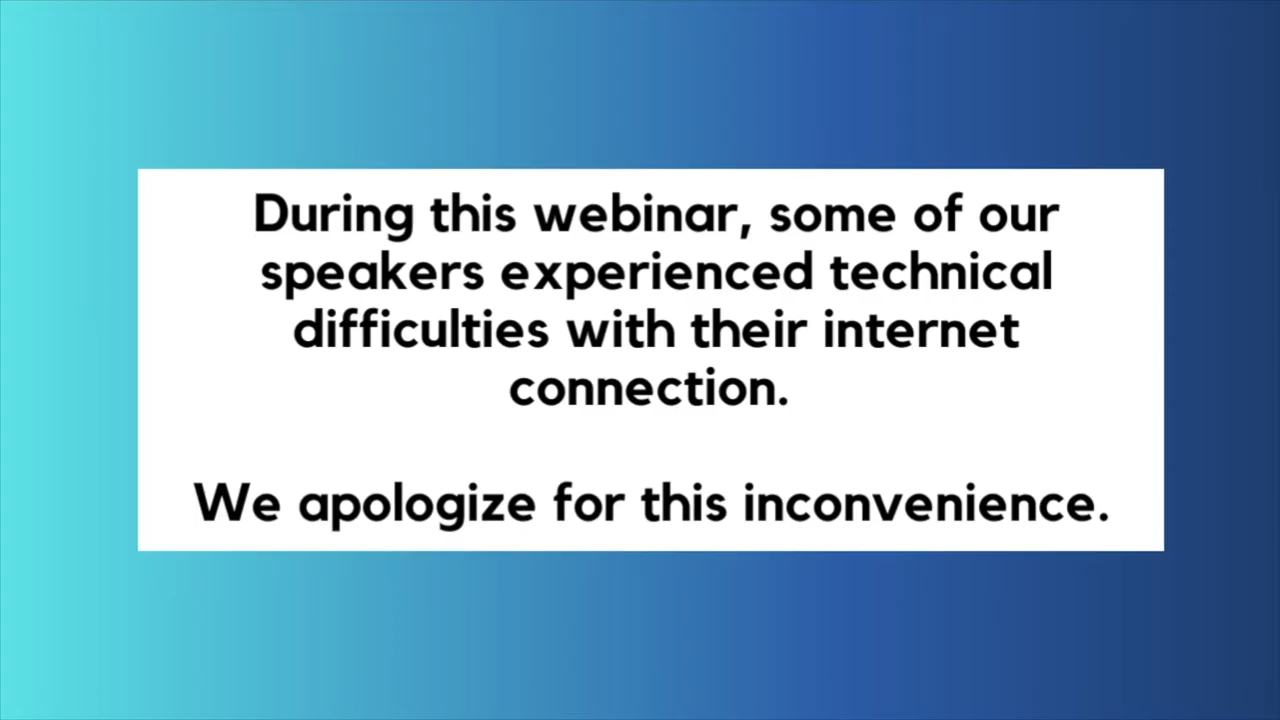 During this webinar, some of our
speakers experienced technical
difficulties with their internet
connection.
We apologize for this inconvenience.